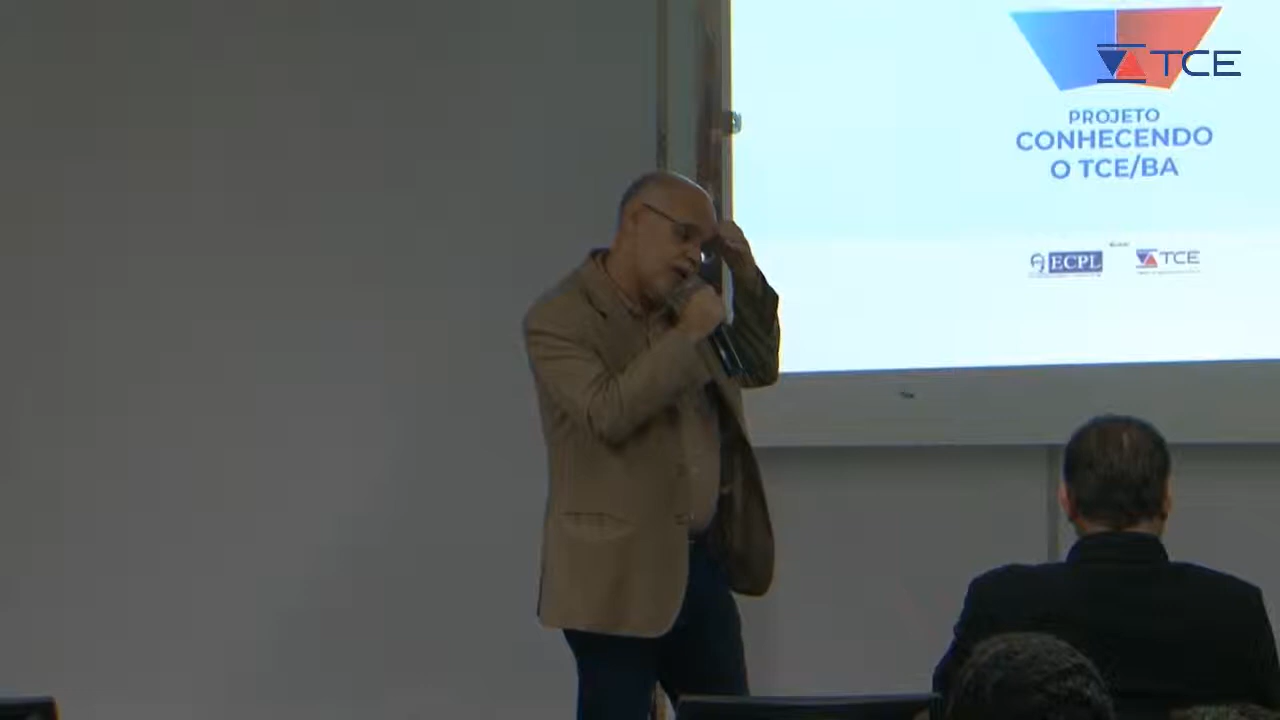 TCE
PROJETO
CONHECENDO
O TCE/BA
ECPL
TCE